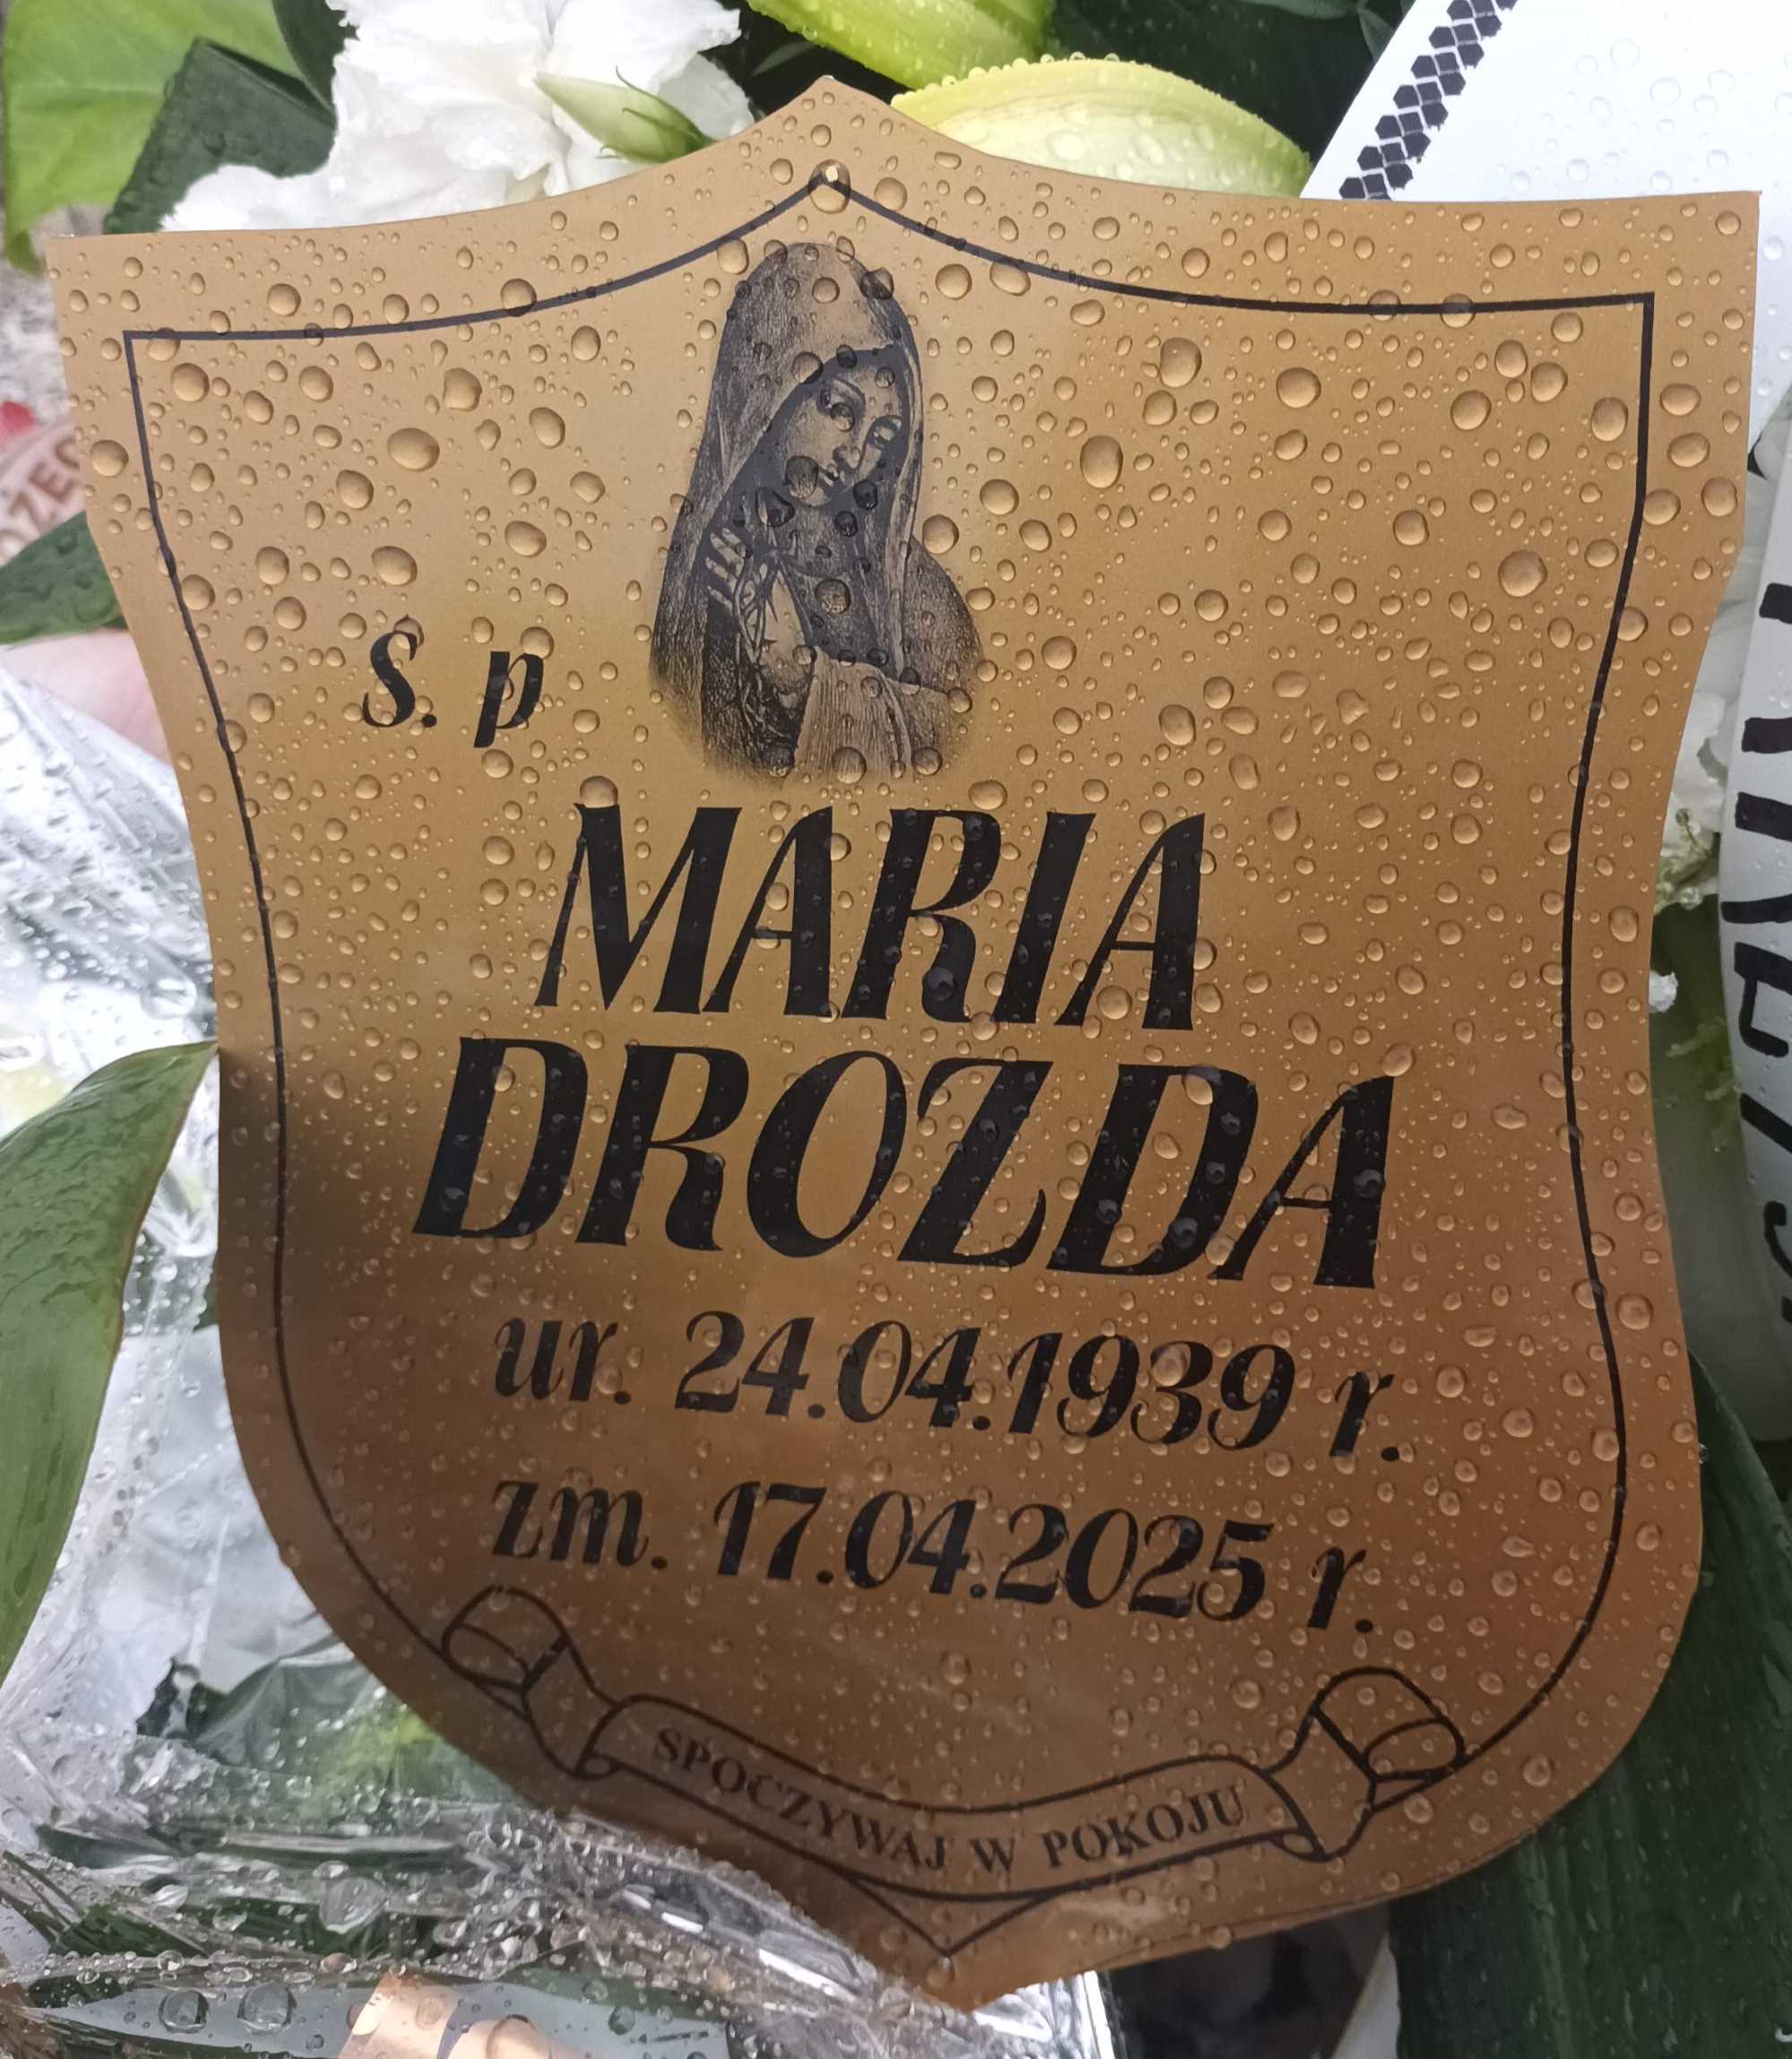 Ś. p
MARIA
DROZDA
ur. 24.04.1939 r.
zm. 17.04.2025 r.
SPOCZYWAJ W POKOJU